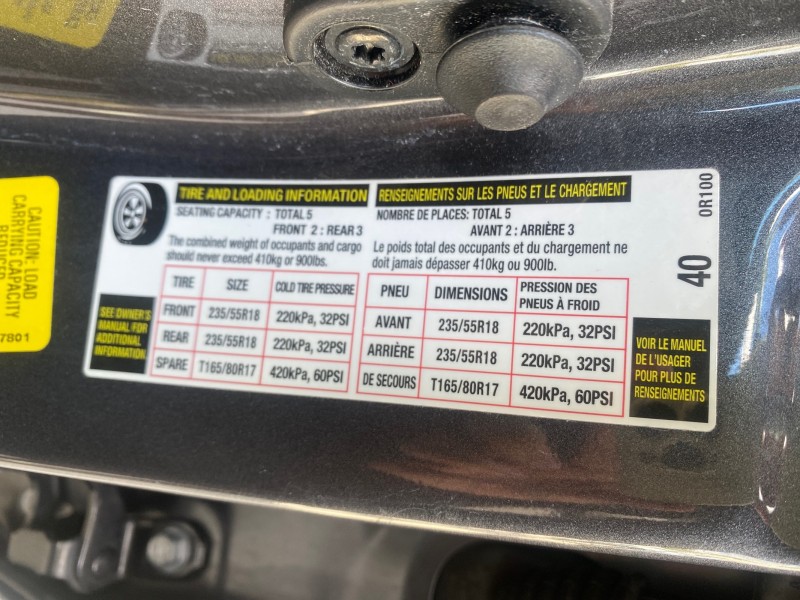 TIRE AND LOADING INFORMATION
SEATING CAPACITY : TOTAL 5
FRONT 2 : REAR 3
The combined weight of occupants and cargo
should never exceed 410kg or 900lbs.
TIRE SIZE COLD TIRE PRESSURE
FRONT 235/55R18 220kPa, 32PSI
REAR 235/55R18 220kPa, 32PSI
SPARE T165/80R17 420kPa, 60PSI
SEE OWNER'S
MANUAL FOR
ADDITIONAL
INFORMATION
RENSEIGNEMENTS SUR LES PNEUS ET LE CHARGEMENT
NOMBRE DE PLACES: TOTAL 5
AVANT 2 : ARRIÈRE 3
Le poids total des occupants et du chargement ne
doit jamais dépasser 410kg ou 900lb.
PNEU DIMENSIONS PRESSION DES
PNEUS À FROID
AVANT 235/55R18 220kPa, 32PSI
ARRIÈRE 235/55R18 220kPa, 32PSI
DE SECOURS T165/80R17 420kPa, 60PSI
VOIR LE MANUEL
DE L'USAGER
POUR PLUS DE
RENSEIGNEMENTS
0R100
40
CAUTION: LOAD
CARRYING CAPACITY
REDUCED
7801